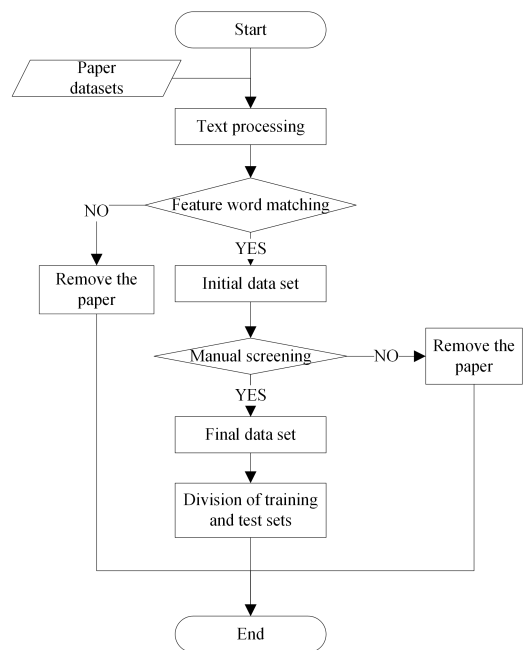 Start
Paper
datasets
Text processing
Feature word matching
NO
YES
Remove the
paper
Initial data set
Manual screening
NO
Remove the
paper
YES
Final data set
Division of training
and test sets
End